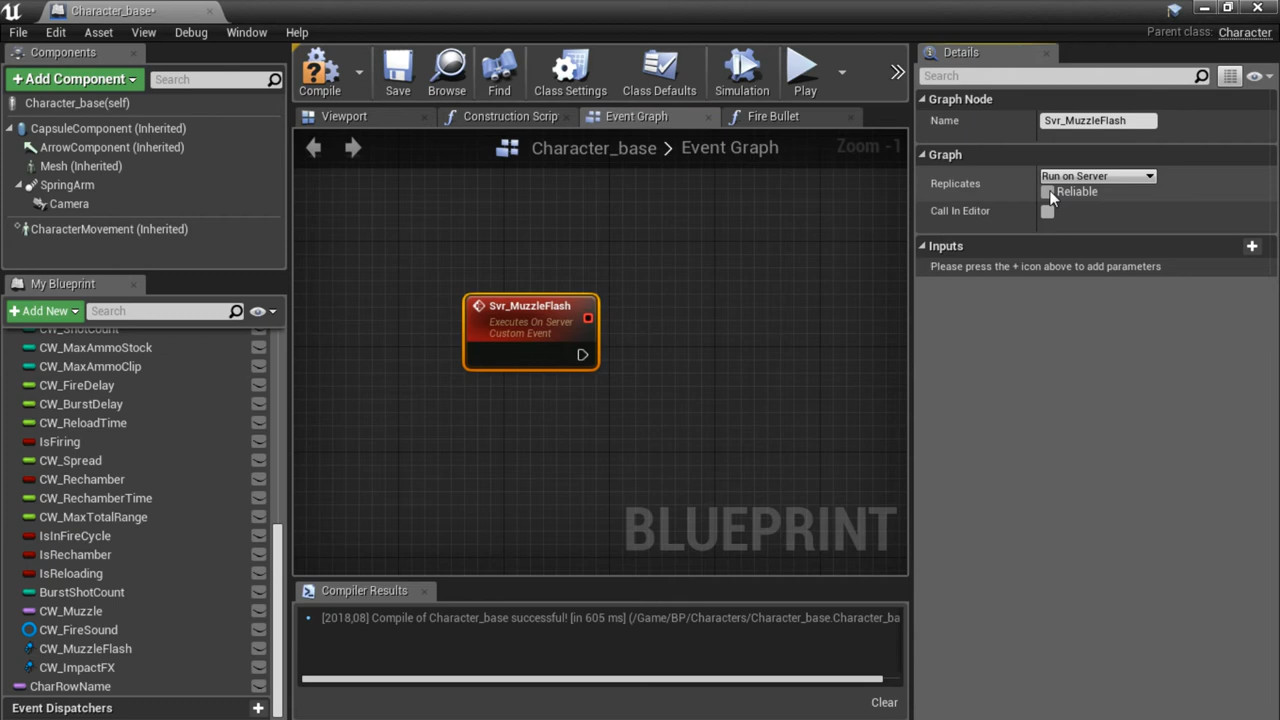 Character_base*
File Edit Asset View Debug Window Help
Parent class: Character
Components
+Add Component
Search
Character_base(self)
CapsuleComponent (Inherited)
ArrowComponent (Inherited)
Mesh (Inherited)
SpringArm
Camera
CharacterMovement (Inherited)
My Blueprint
+Add New
Search
CW_ShotCount
CW_MaxAmmoStock
CW_MaxAmmoClip
CW_FireDelay
CW_BurstDelay
CW_ReloadTime
IsFiring
CW_Spread
CW_Rechamber
CW_RechamberTime
CW_MaxTotalRange
IsInFireCycle
IsRechamber
IsReloading
BurstShotCount
CW_Muzzle
CW_FireSound
CW_MuzzleFlash
CW_ImpactFX
CharRowName
Event Dispatchers
Compile Save Browse Find Class Settings Class Defaults Simulation Play
Viewport Construction Scrip Event Graph Fire Bullet
Character_base > Event Graph
Zoom -1
Svr_MuzzleFlash
Executes On Server
Custom Event
BLUEPRINT
Compiler Results
[2018,08] Compile of Character_base successful! [in 605 ms] (/Game/BP/Characters/Character_base.Character_ba
Clear
Details
Search
Graph Node
Name Svr_MuzzleFlash
Graph
Replicates Run on Server
Reliable
Call In Editor
Inputs
Please press the + icon above to add parameters